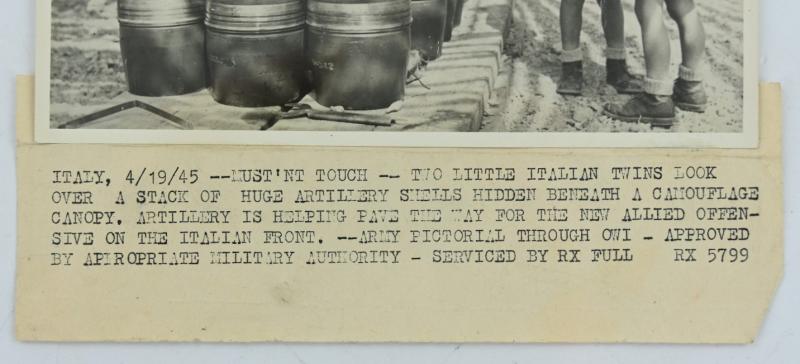 ITALY, 4/19/45 --MUST'NT TOUCH -- TWO LITTLE ITALIAN TWINS LOOK
OVER A STACK OF HUGE ARTILLERY SHELLS HIDDEN BENEATH A CAMOUFLAGE
CANOPY. ARTILLERY IS HELPING PAVE THE WAY FOR THE NEW ALLIED OFFEN-
SIVE ON THE ITALIAN FRONT. --ARMY PICTORIAL THROUGH OWI - APPROVED
BY APPROPRIATE MILITARY AUTHORITY - SERVICED BY RX FULL RX 5799